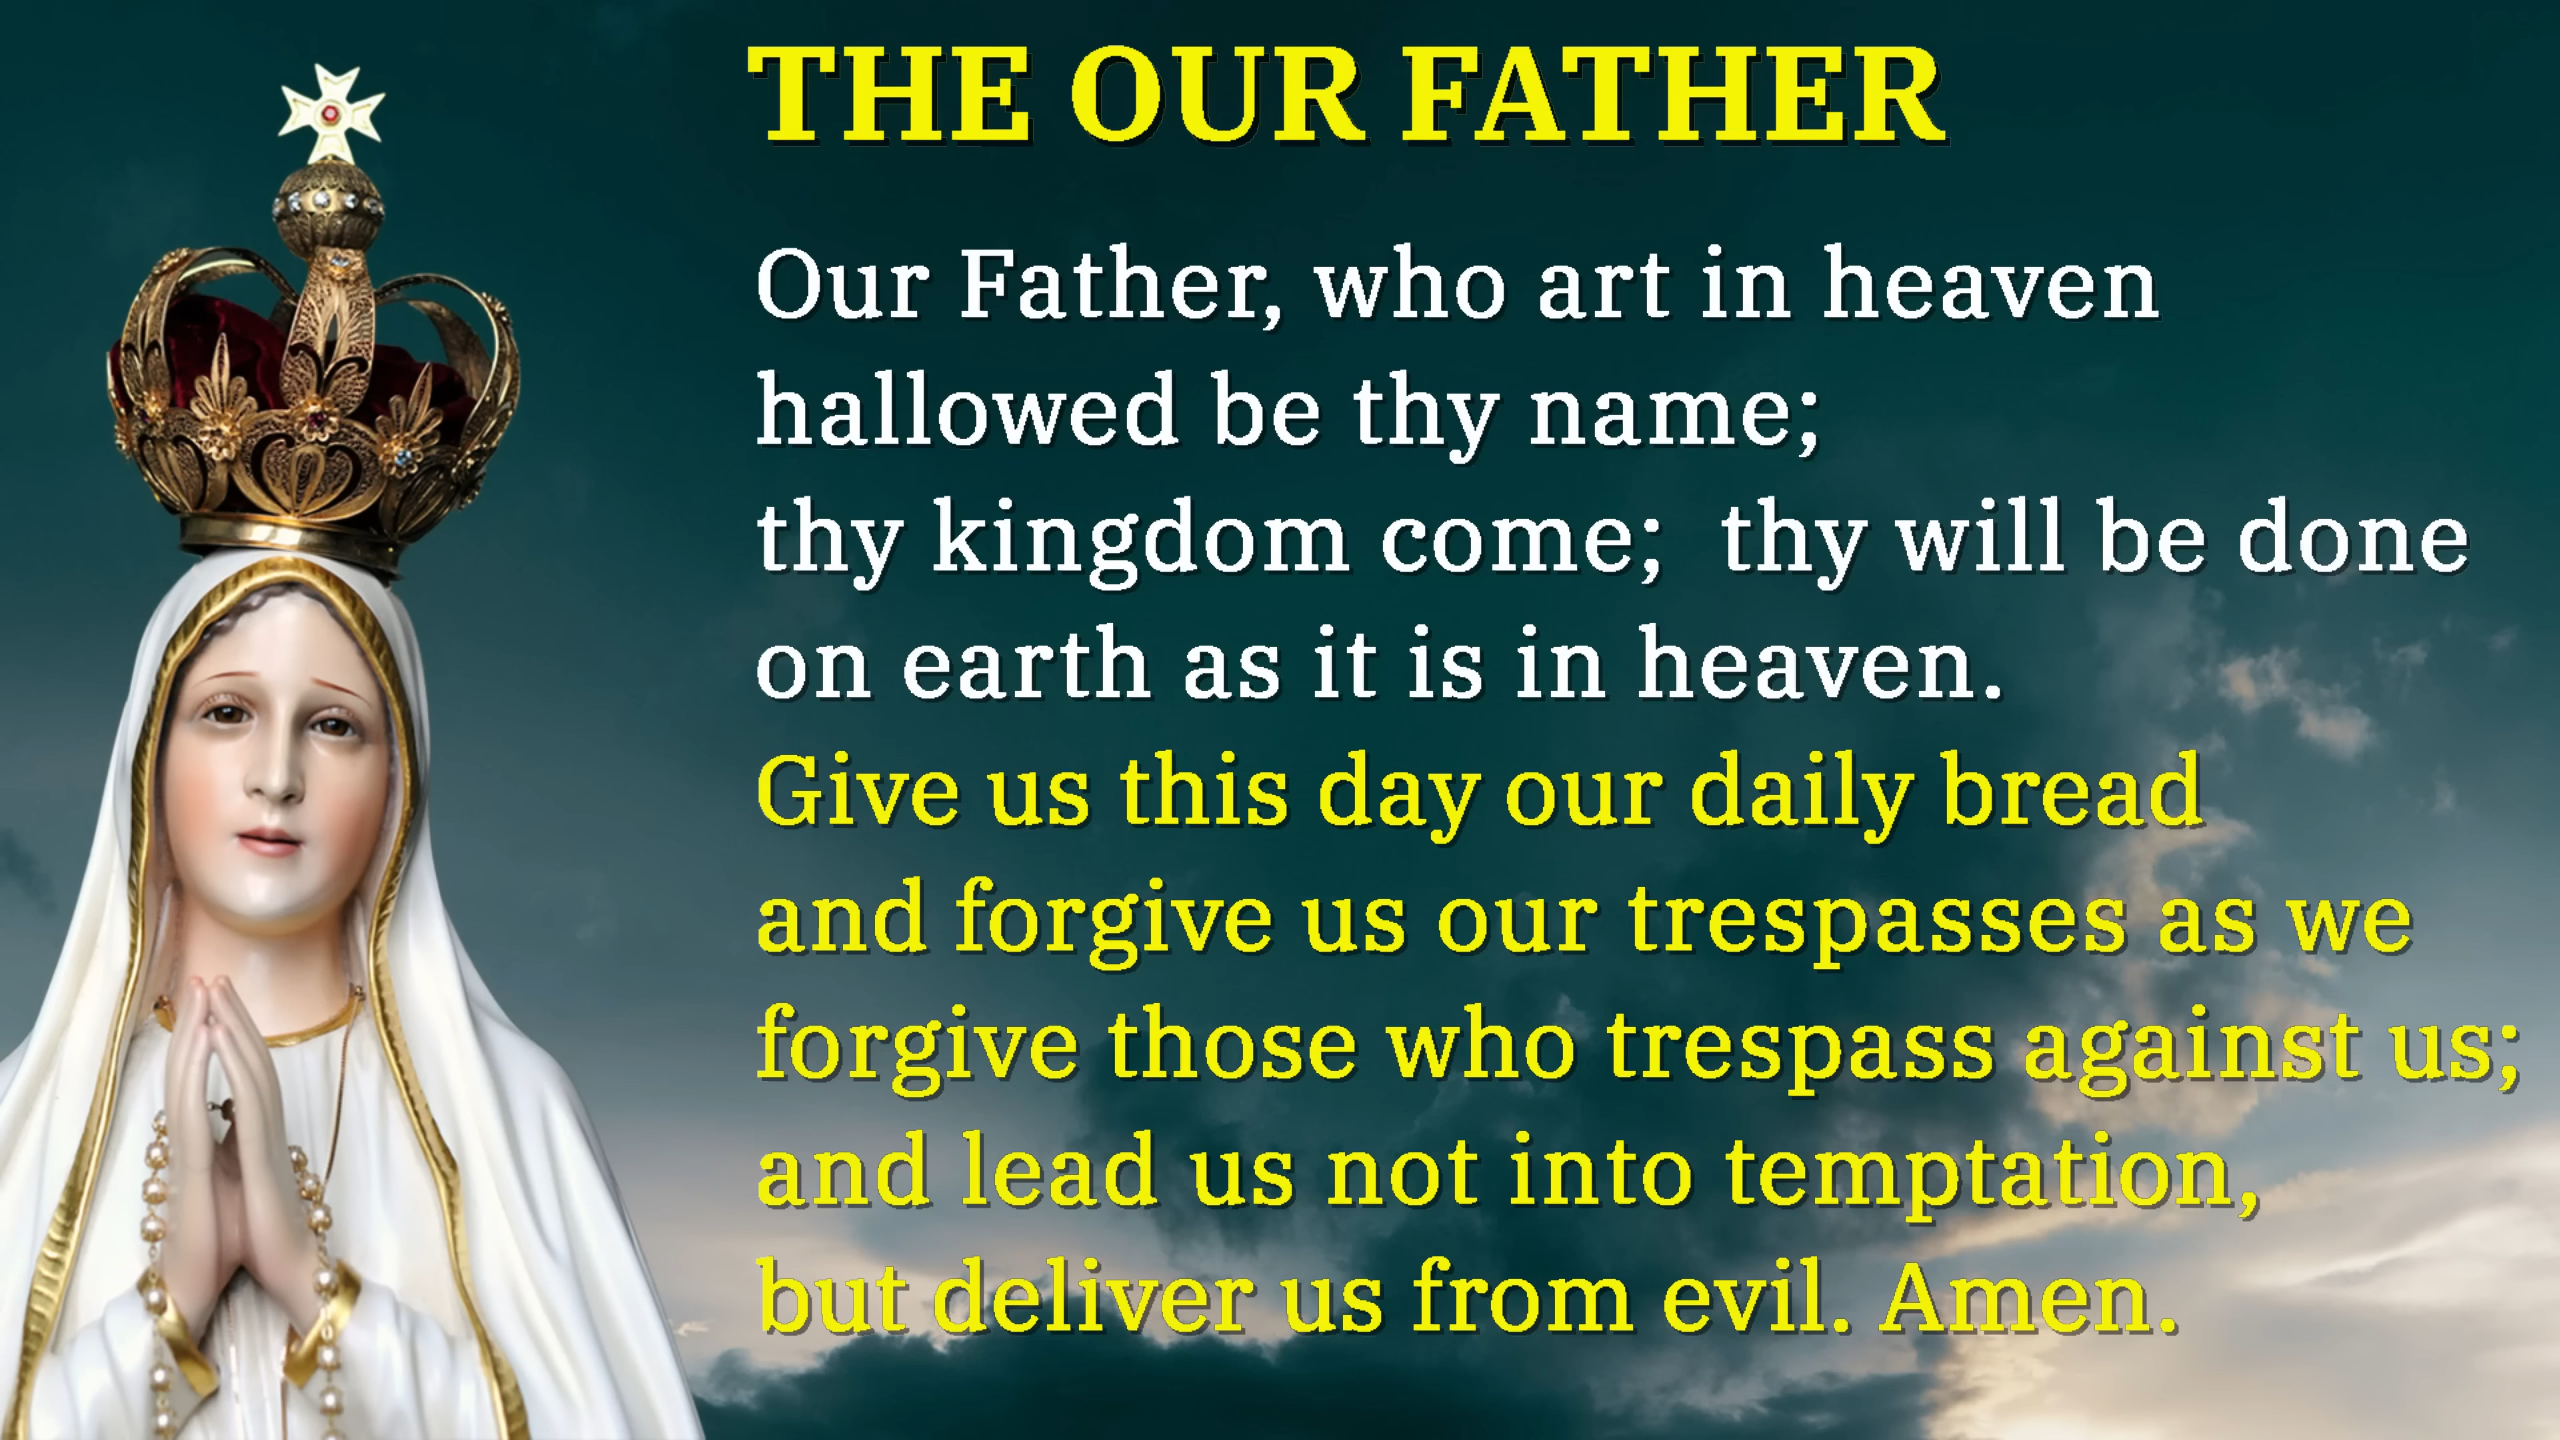 THE OUR FATHER
Our Father, who art in heaven
hallowed be thy name;
thy kingdom come;  thy will be done
on earth as it is in heaven.
Give us this day our daily bread
and forgive us our trespasses as we
forgive those who trespass against us;
and lead us not into temptation,
but deliver us from evil. Amen.